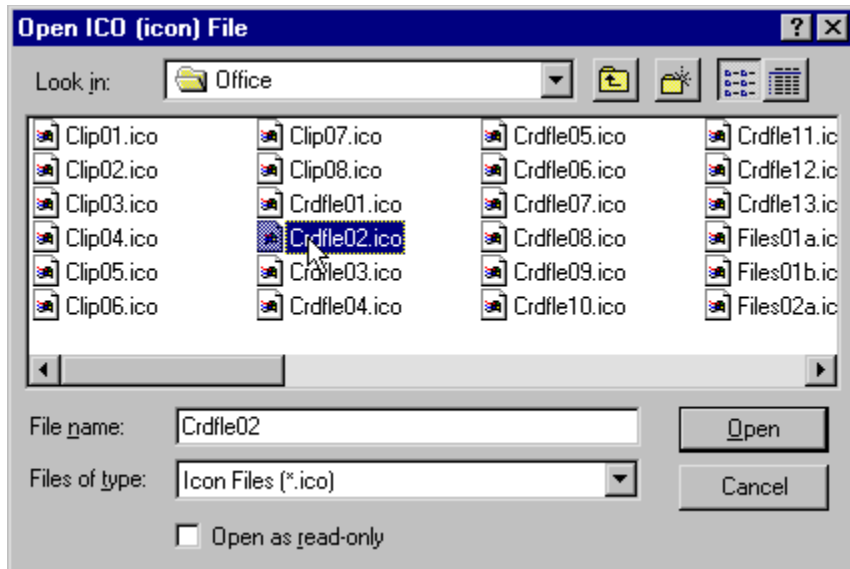 Open ICO (icon) File
Look in: Office
Clip01.ico Clip07.ico Crdfle05.ico Crdfle11.ic
Clip02.ico Clip08.ico Crdfle06.ico Crdfle12.ic
Clip03.ico Crdfle01.ico Crdfle07.ico Crdfle13.ic
Clip04.ico Crdfle02.ico Crdfle08.ico Files01a.ic
Clip05.ico Crdfle03.ico Crdfle09.ico Files01b.ic
Clip06.ico Crdfle04.ico Crdfle10.ico Files02a.ic
File name: Crdfle02 Open
Files of type: Icon Files (*.ico) Cancel
Open as read-only